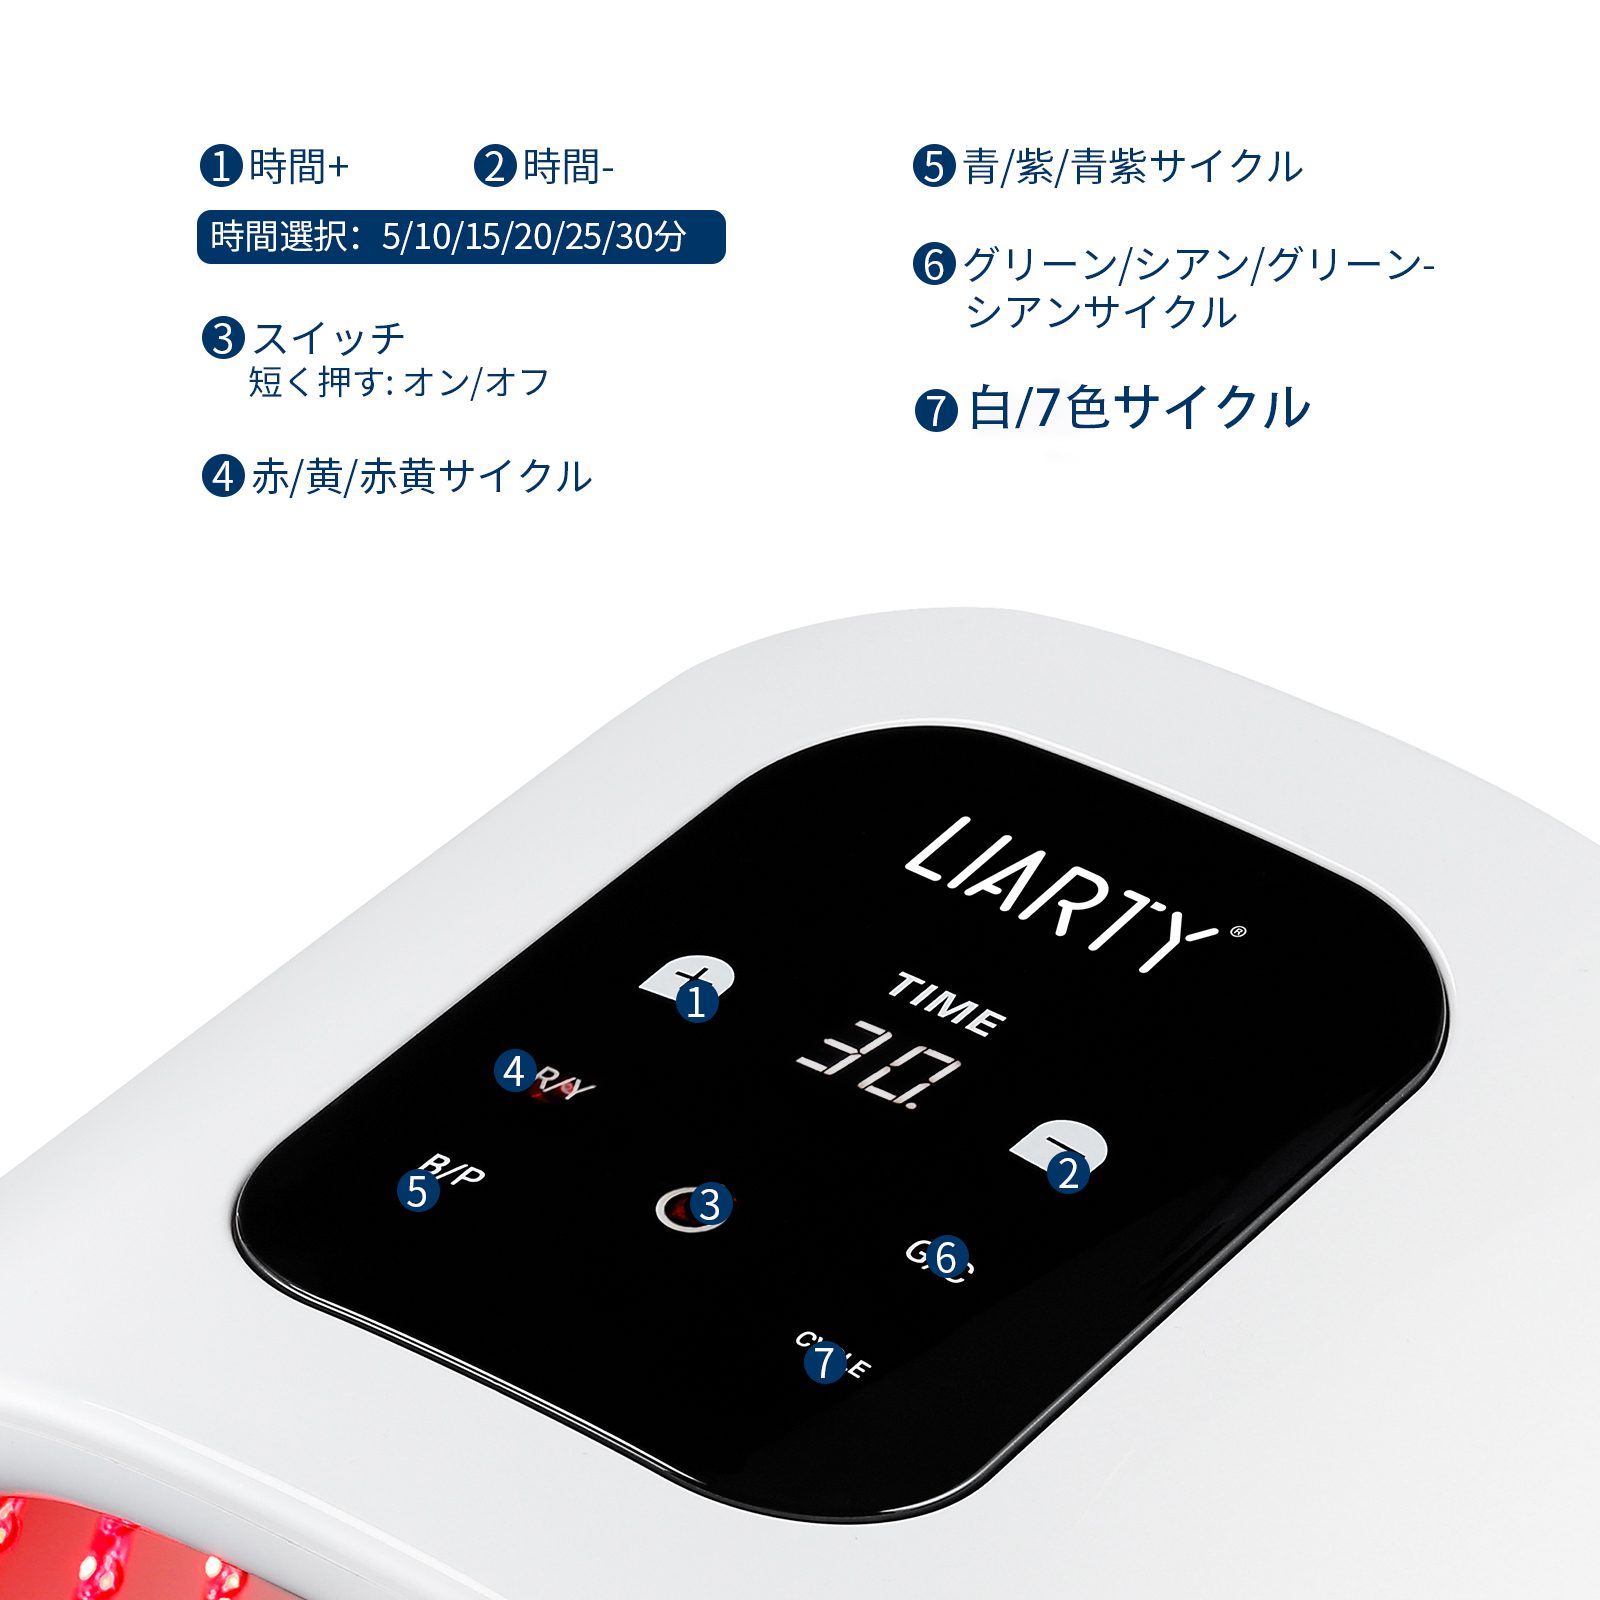 1 時間+
2 時間-
時間選択：5/10/15/20/25/30分
3 スイッチ
短く押す: オン/オフ
4 赤/黄/赤黄サイクル
5 青/紫/青紫サイクル
6 グリーン/シアン/グリーン-
シアンサイクル
7 白/7色サイクル
LIARTY®
TIME
30.
+
1
4 R/Y
B/P
5
3
−
2
6
7